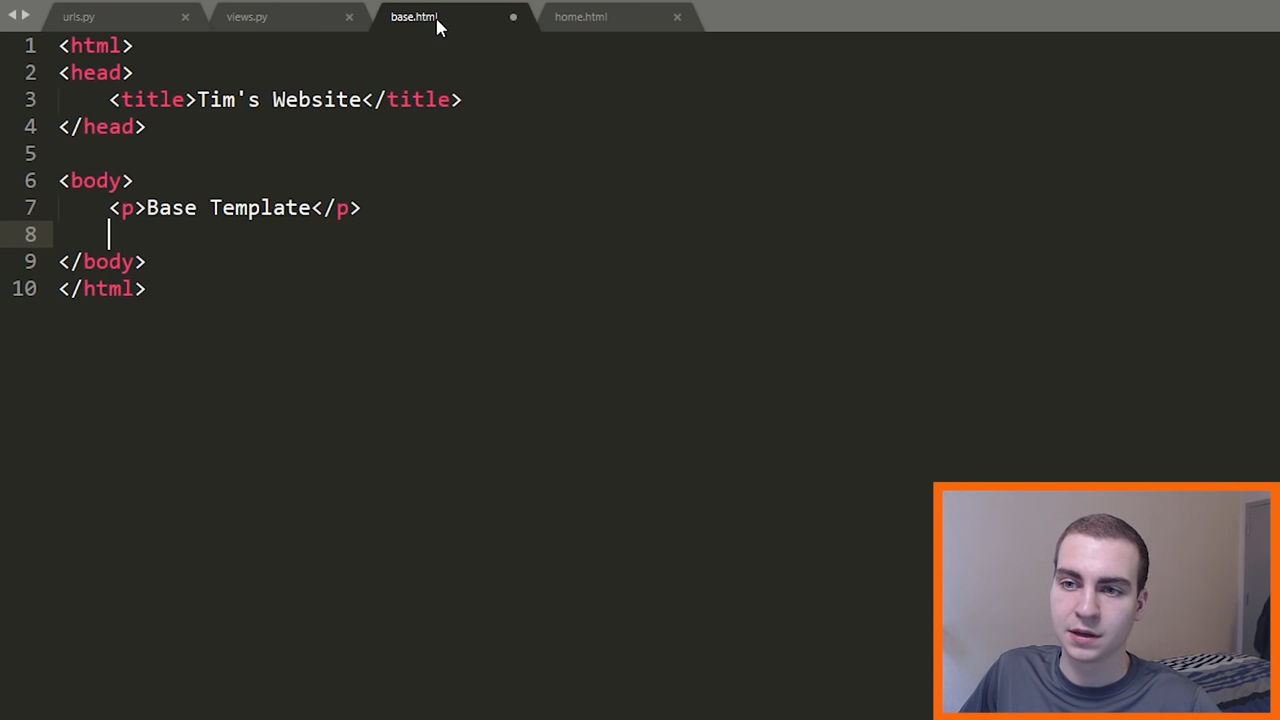 urls.py views.py base.html home.html
1 <html>
2 <head>
3 <title>Tim's Website</title>
4 </head>
5
6 <body>
7 <p>Base Template</p>
8
9 </body>
10 </html>